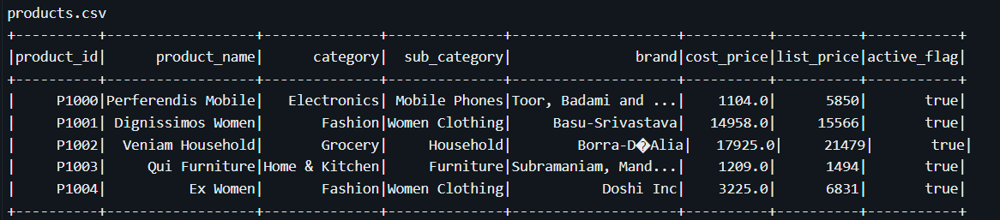 products.csv
+----------+------------------+--------------+--------------+--------------------+----------+----------+-----------+
|product_id|      product_name|      category|  sub_category|               brand|cost_price|list_price|active_flag|
+----------+------------------+--------------+--------------+--------------------+----------+----------+-----------+
|     P1000|Perferendis Mobile|   Electronics| Mobile Phones|Toor, Badami and ...|    1104.0|      5850|       true|
|     P1001| Dignissimos Women|       Fashion|Women Clothing|     Basu-Srivastava|   14958.0|     15566|       true|
|     P1002|  Veniam Household|       Grocery|     Household|        Borra-D�Alia|   17925.0|     21479|       true|
|     P1003|     Qui Furniture|Home & Kitchen|     Furniture|Subramaniam, Mand...|    1209.0|      1494|       true|
|     P1004|          Ex Women|       Fashion|Women Clothing|           Doshi Inc|    3225.0|      6831|       true|
+----------+------------------+--------------+--------------+--------------------+----------+----------+-----------+